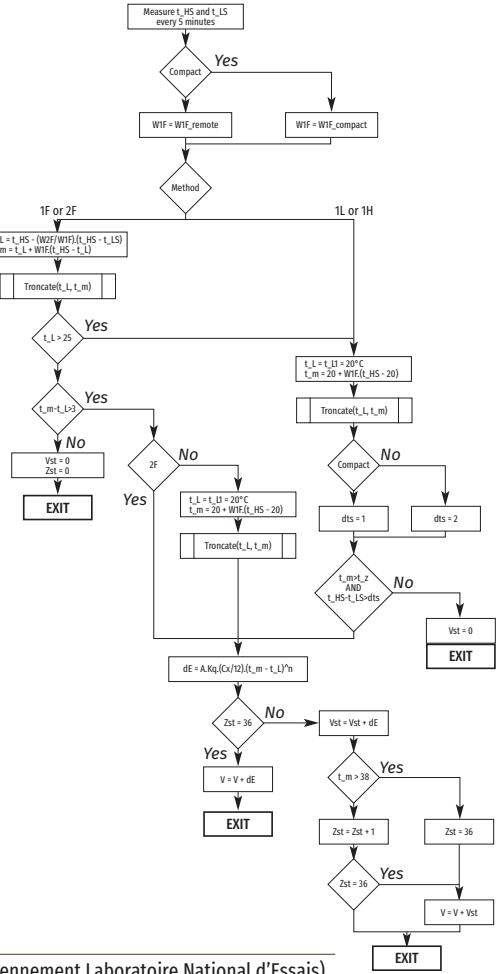 Measure t_HS and t_LS
every 5 minutes
Compact
Yes
W1F = W1F_remote
W1F = W1F_compact
Method
1F or 2F
1L or 1H
L = t_HS - (W2F/W1F).(t_HS - t_LS)
m = t_L + W1F.(t_HS - t_L)
Troncate(t_L, t_m)
t_L > 25
Yes
t_L = t_L1 = 20°C
t_m = 20 + W1F.(t_HS - 20)
Troncate(t_L, t_m)
t_m-t_L>3
Yes
No
Vst = 0
Zst = 0
EXIT
2F
No
Yes
t_L = t_L1 = 20°C
t_m = 20 + W1F.(t_HS - 20)
Troncate(t_L, t_m)
Compact
No
dts = 1
dts = 2
t_m>t_z
AND
t_HS-t_LS>dts
No
Vst = 0
EXIT
dE = A.Kq.(Cx/12).(t_m - t_L)^n
Zst = 36
No
Yes
Vst = Vst + dE
V = V + dE
EXIT
t_m > 38
Yes
Zst = Zst + 1
Zst = 36
Zst = 36
Yes
V = V + Vst
EXIT
ennement Laboratoire National d'Essais)